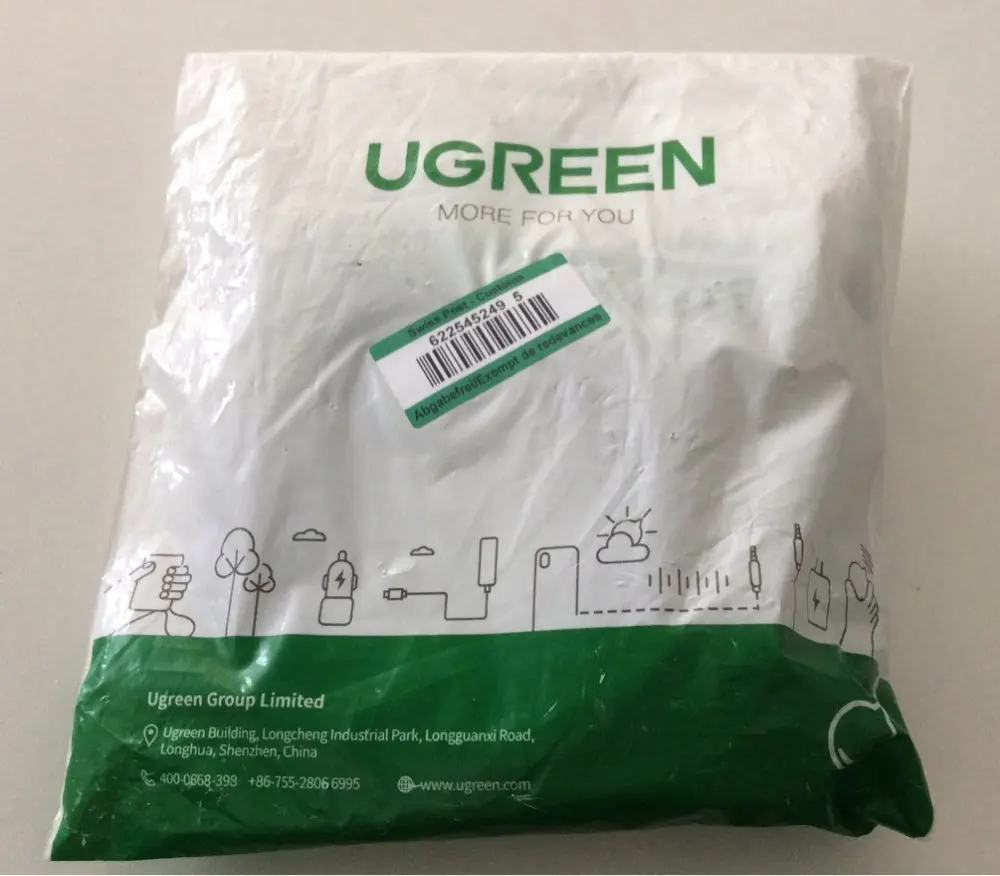 UGREEN
MORE FOR YOU
Swiss Post - Customs
622545249 5
Abgabefrei/Exempt de redevances
Ugreen Group Limited
Ugreen Building, Longcheng Industrial Park, Longguanxi Road,
Longhua, Shenzhen, China
400-0668-398 +86-755-2806 6995
www.ugreen.com